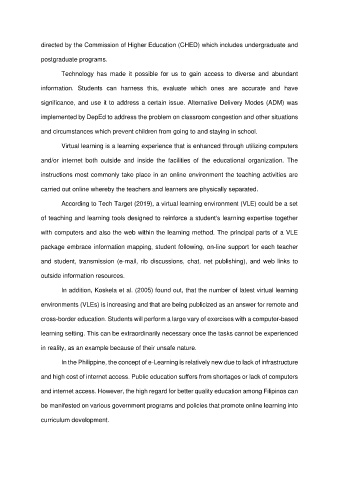 directed by the Commission of Higher Education (CHED) which includes undergraduate and
postgraduate programs.
Technology has made it possible for us to gain access to diverse and abundant
information. Students can harness this, evaluate which ones are accurate and have
significance, and use it to address a certain issue. Alternative Delivery Modes (ADM) was
implemented by DepEd to address the problem on classroom congestion and other situations
and circumstances which prevent children from going to and staying in school.
Virtual learning is a learning experience that is enhanced through utilizing computers
and/or internet both outside and inside the facilities of the educational organization. The
instructions most commonly take place in an online environment the teaching activities are
carried out online whereby the teachers and learners are physically separated.
According to Tech Target (2019), a virtual learning environment (VLE) could be a set
of teaching and learning tools designed to reinforce a student's learning expertise together
with computers and also the web within the learning method. The principal parts of a VLE
package embrace information mapping, student following, on-line support for each teacher
and student, transmission (e-mail, rib discussions, chat, net publishing), and web links to
outside information resources.
In addition, Koskela et al. (2005) found out, that the number of latest virtual learning
environments (VLEs) is increasing and that are being publicized as an answer for remote and
cross-border education. Students will perform a large vary of exercises with a computer-based
learning setting. This can be extraordinarily necessary once the tasks cannot be experienced
in reality, as an example because of their unsafe nature.
In the Philippine, the concept of e-Learning is relatively new due to lack of infrastructure
and high cost of internet access. Public education suffers from shortages or lack of computers
and internet access. However, the high regard for better quality education among Filipinos can
be manifested on various government programs and policies that promote online learning into
curriculum development.